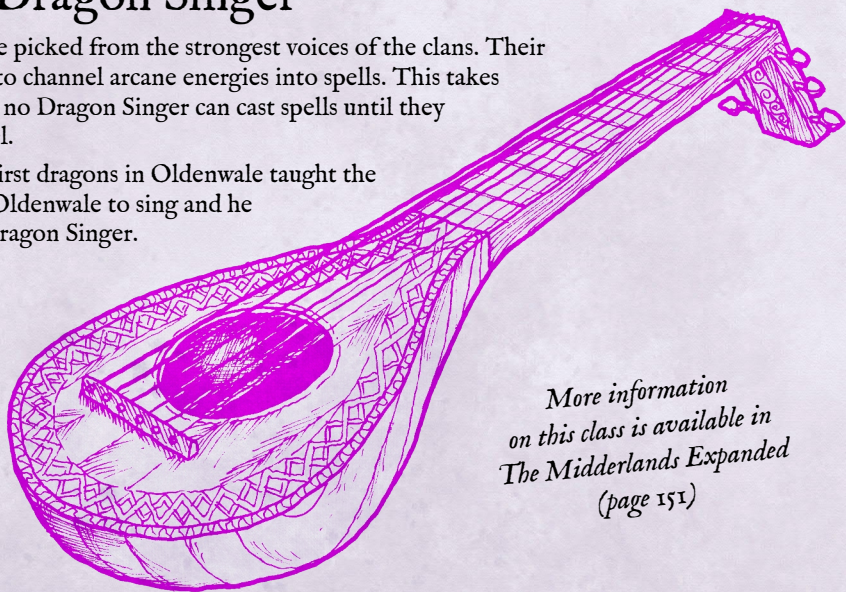 Dragon Singer
e picked from the strongest voices of the clans. Their
to channel arcane energies into spells. This takes
no Dragon Singer can cast spells until they
l.
irst dragons in Oldenwale taught the
Oldenwale to sing and he
ragon Singer.
More information
on this class is available in
The Midderlands Expanded
(page 151)